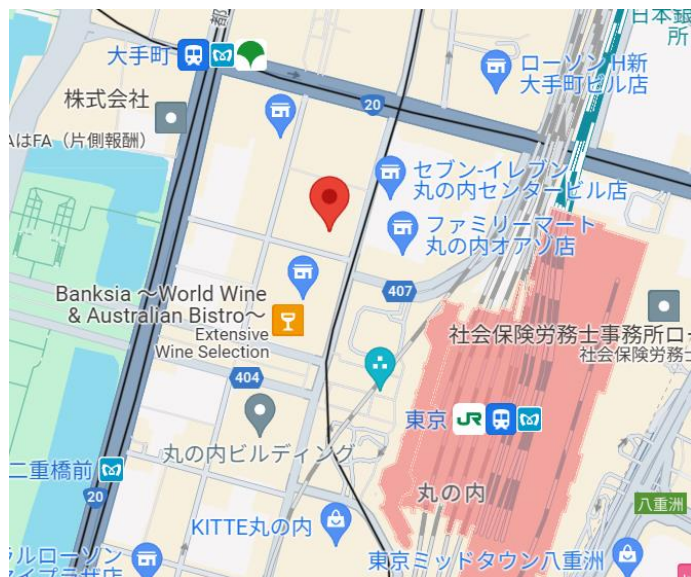 日本銀
所
大手町
都
ローソン H新
大手町ビル店
株式会社
AはFA（片側報酬）
20
セブン-イレブン
丸の内センタービル店
ファミリーマート
丸の内オアゾ店
407
Banksia ～World Wine
& Australian Bistro～
Extensive
Wine Selection
社会保険労務士事務所ロー
社会保険労務士
404
東京
JR
丸の内ビルディング
二重橋前
20
丸の内
八重洲
KITTE丸の内
東京ミッドタウン八重洲
ラルローソン